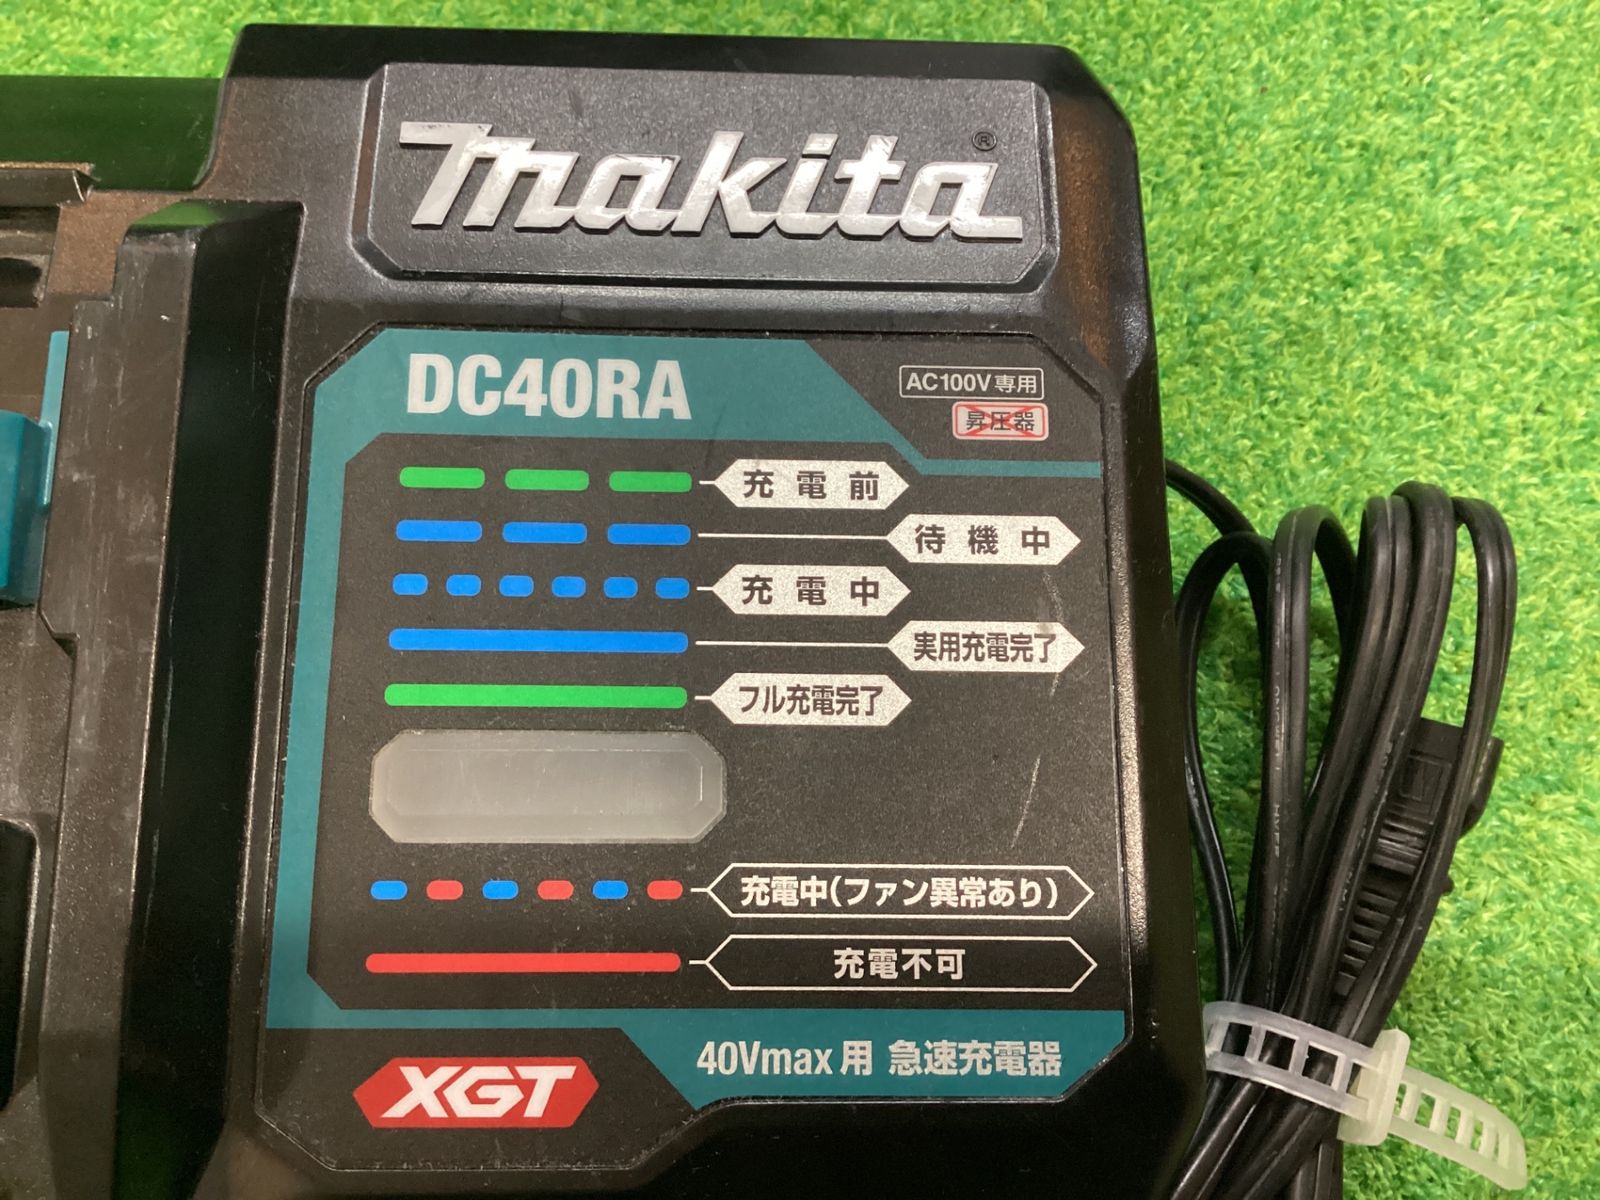 makita®
DC40RA
AC100V専用
昇圧器
充電前
待機中
充電中
実用充電完了
フル充電完了
充電中(ファン異常あり)
充電不可
XGT
40Vmax用 急速充電器